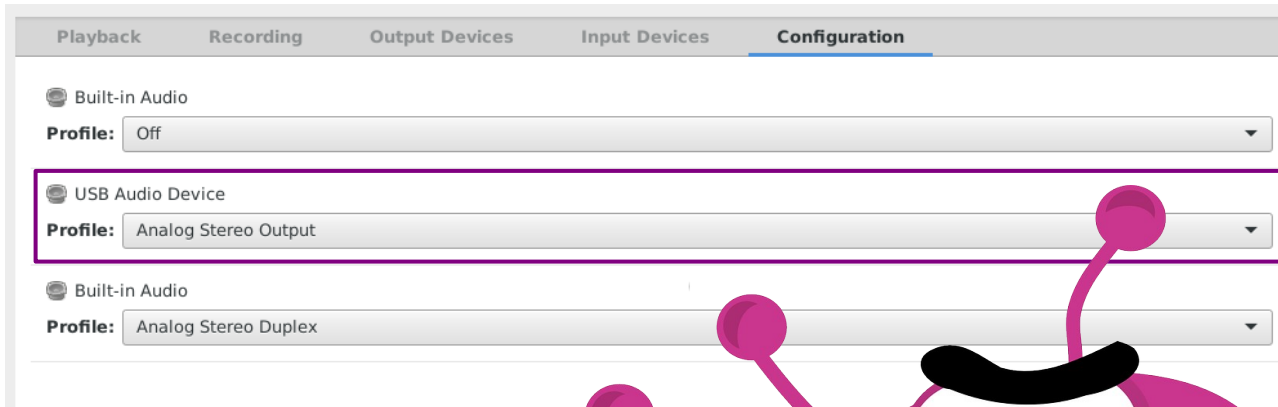 Playback Recording Output Devices Input Devices Configuration
Built-in Audio
Profile: Off
USB Audio Device
Profile: Analog Stereo Output
Built-in Audio
Profile: Analog Stereo Duplex